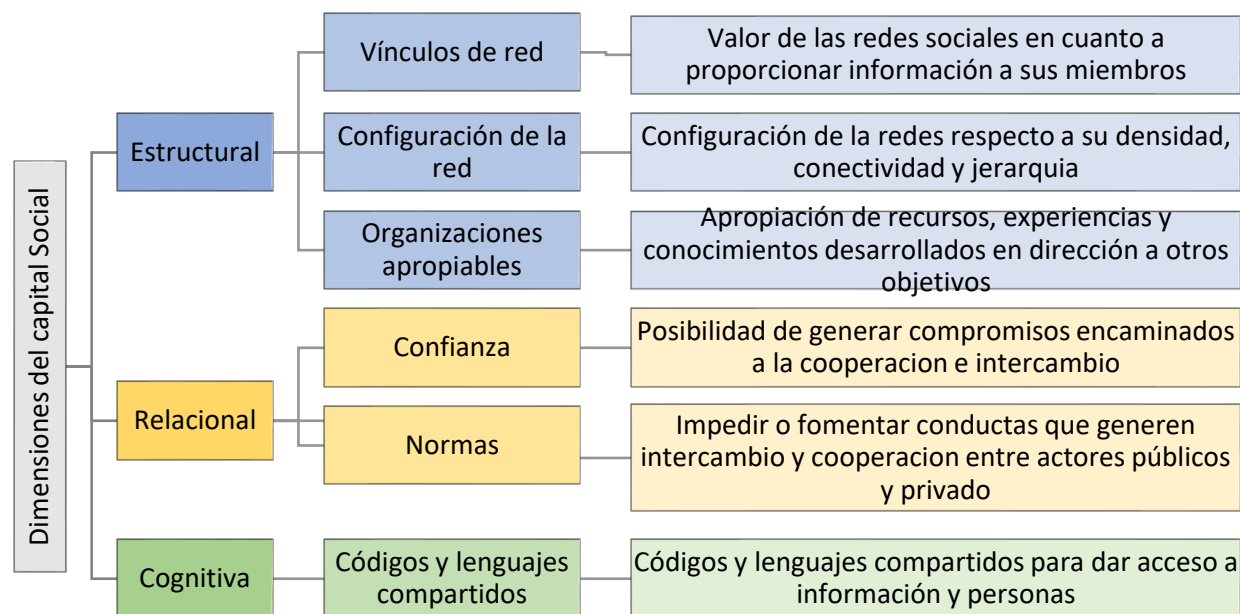 Dimensiones del capital Social
Estructural
Vínculos de red
Valor de las redes sociales en cuanto a
proporcionar información a sus miembros
Configuración de la
red
Configuración de la redes respecto a su densidad,
conectividad y jerarquia
Organizaciones
apropiables
Apropiación de recursos, experiencias y
conocimientos desarrollados en dirección a otros
objetivos
Relacional
Confianza
Posibilidad de generar compromisos encaminados
a la cooperacion e intercambio
Normas
Impedir o fomentar conductas que generen
intercambio y cooperacion entre actores públicos
y privado
Cognitiva
Códigos y lenguajes
compartidos
Códigos y lenguajes compartidos para dar acceso a
información y personas